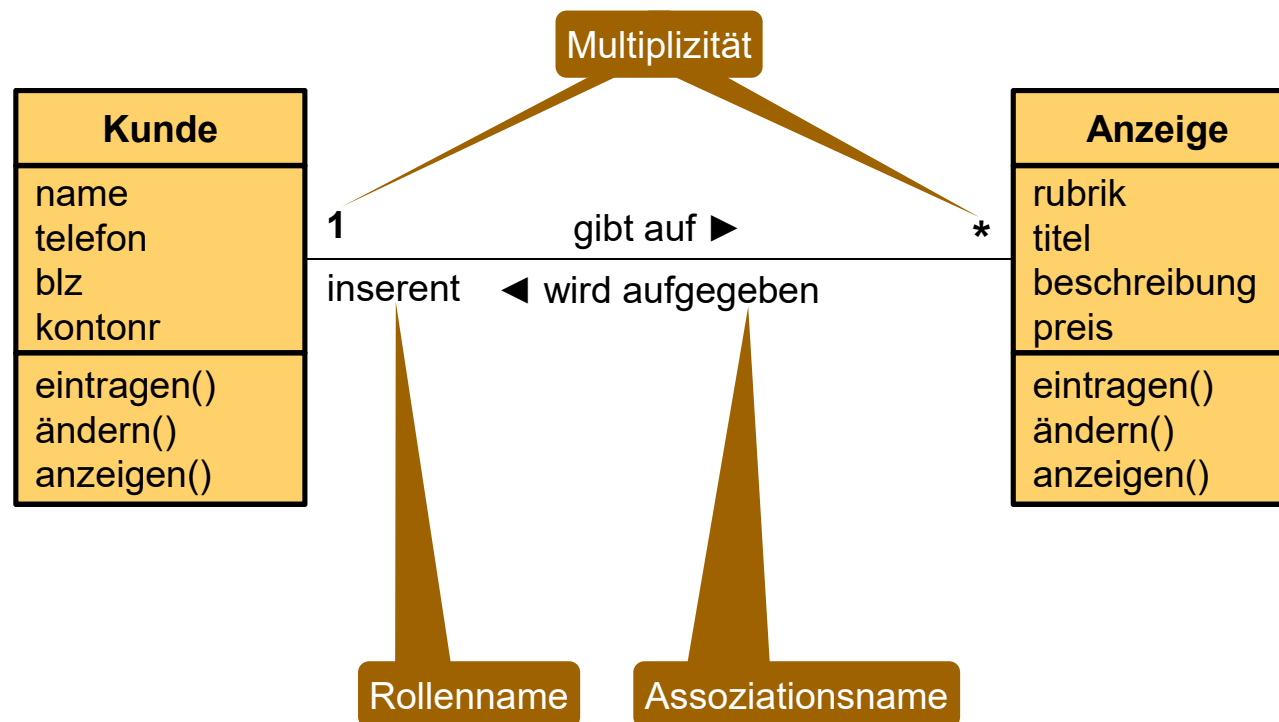 Multiplizität
Kunde
name
telefon
blz
kontonr
eintragen()
ändern()
anzeigen()
1
gibt auf ►
*
inserent
◄ wird aufgegeben
Anzeige
rubrik
titel
beschreibung
preis
eintragen()
ändern()
anzeigen()
Rollenname
Assoziationsname